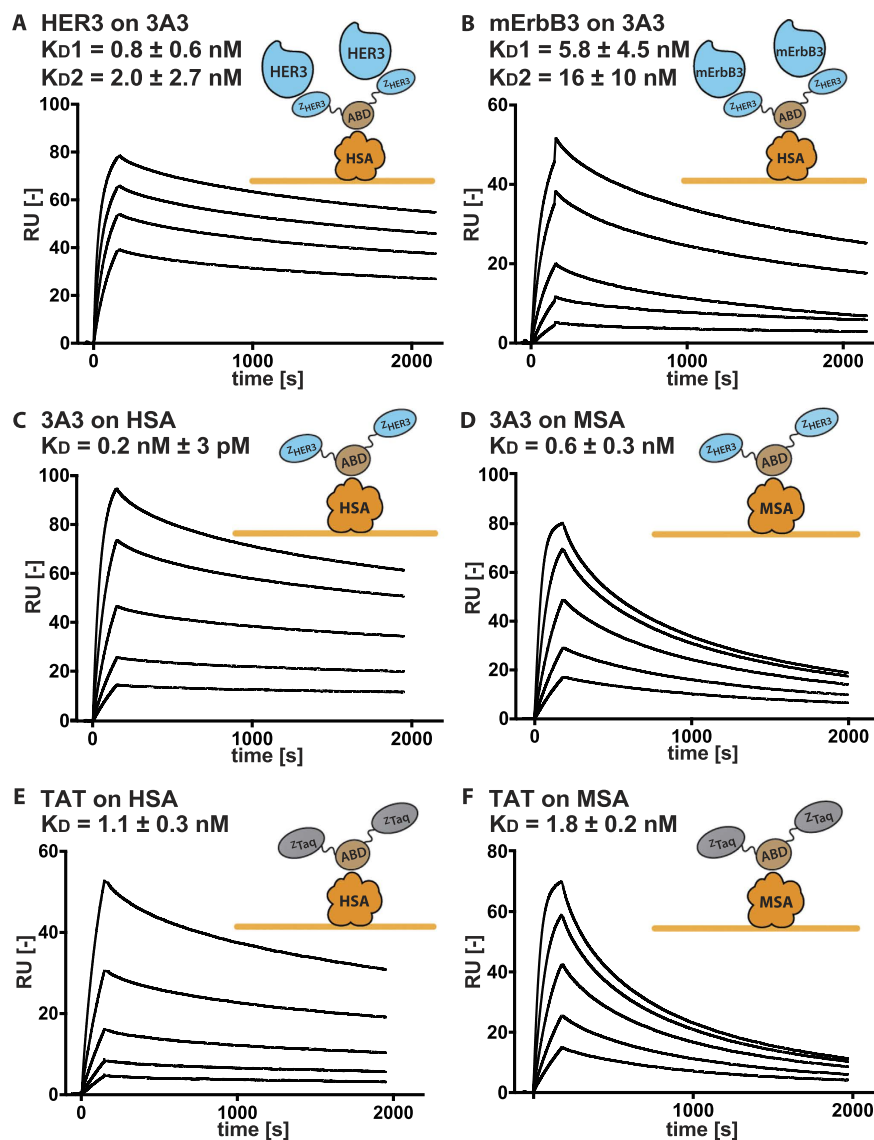 A HER3 on 3A3
KD1 = 0.8 ± 0.6 nM
KD2 = 2.0 ± 2.7 nM
HER3
HER3
ZHER3
ZHER3
ABD
HSA
RU [-]
100
80
60
40
20
0
0 1000 2000
time [s]
B mErbB3 on 3A3
KD1 = 5.8 ± 4.5 nM
KD2 = 16 ± 10 nM
mErbB3
mErbB3
ZHER3
ZHER3
ABD
HSA
RU [-]
60
40
20
0
0 1000 2000
time [s]
C 3A3 on HSA
KD = 0.2 nM ± 3 pM
ZHER3
ZHER3
ABD
HSA
RU [-]
100
80
60
40
20
0
0 1000 2000
time [s]
D 3A3 on MSA
KD = 0.6 ± 0.3 nM
ZHER3
ZHER3
ABD
MSA
RU [-]
100
80
60
40
20
0
0 1000 2000
time [s]
E TAT on HSA
KD = 1.1 ± 0.3 nM
ZTaq
ZTaq
ABD
HSA
RU [-]
60
40
20
0
0 1000 2000
time [s]
F TAT on MSA
KD = 1.8 ± 0.2 nM
ZTaq
ZTaq
ABD
MSA
RU [-]
80
60
40
20
0
0 1000 2000
time [s]